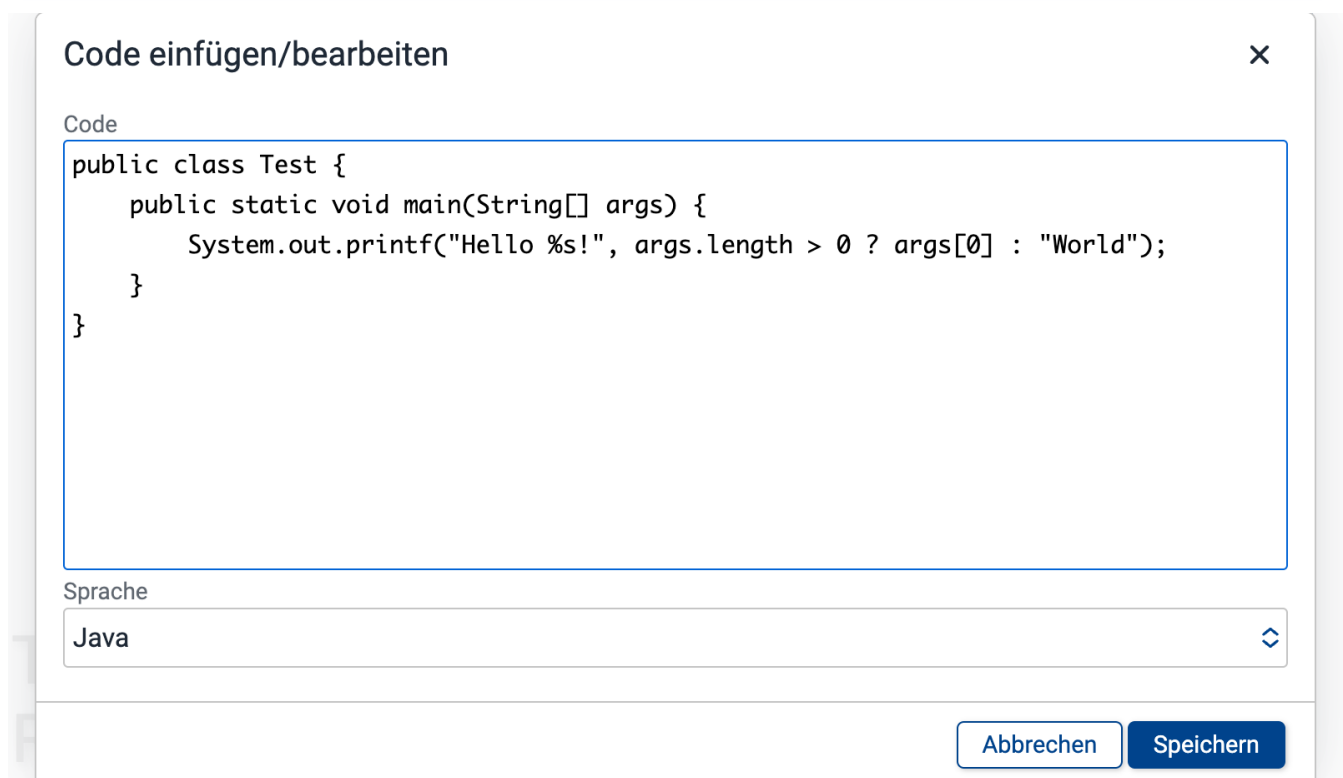 Code einfügen/bearbeiten
Code
public class Test {
    public static void main(String[] args) {
        System.out.printf("Hello %s!", args.length > 0 ? args[0] : "World");
    }
}
Sprache
Java
Abbrechen Speichern